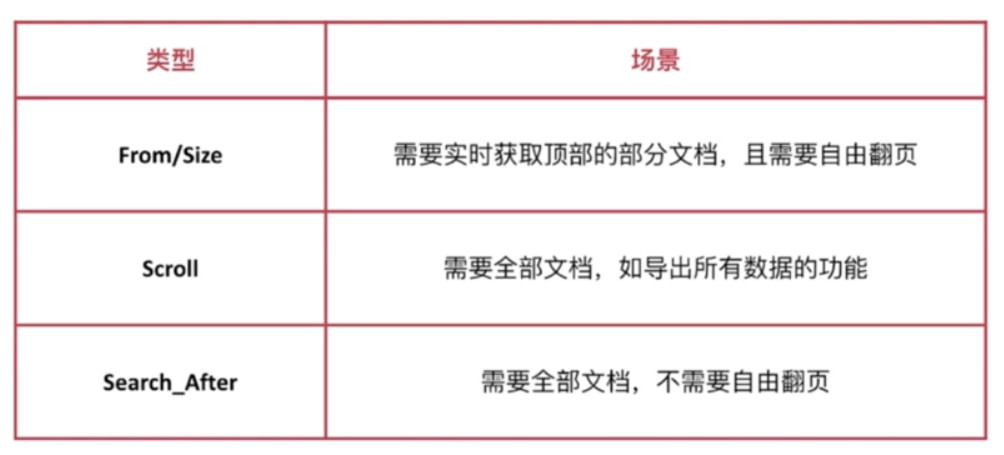 类型
场景
From/Size
需要实时获取顶部的部分文档，且需要自由翻页
Scroll
需要全部文档，如导出所有数据的功能
Search_After
需要全部文档，不需要自由翻页